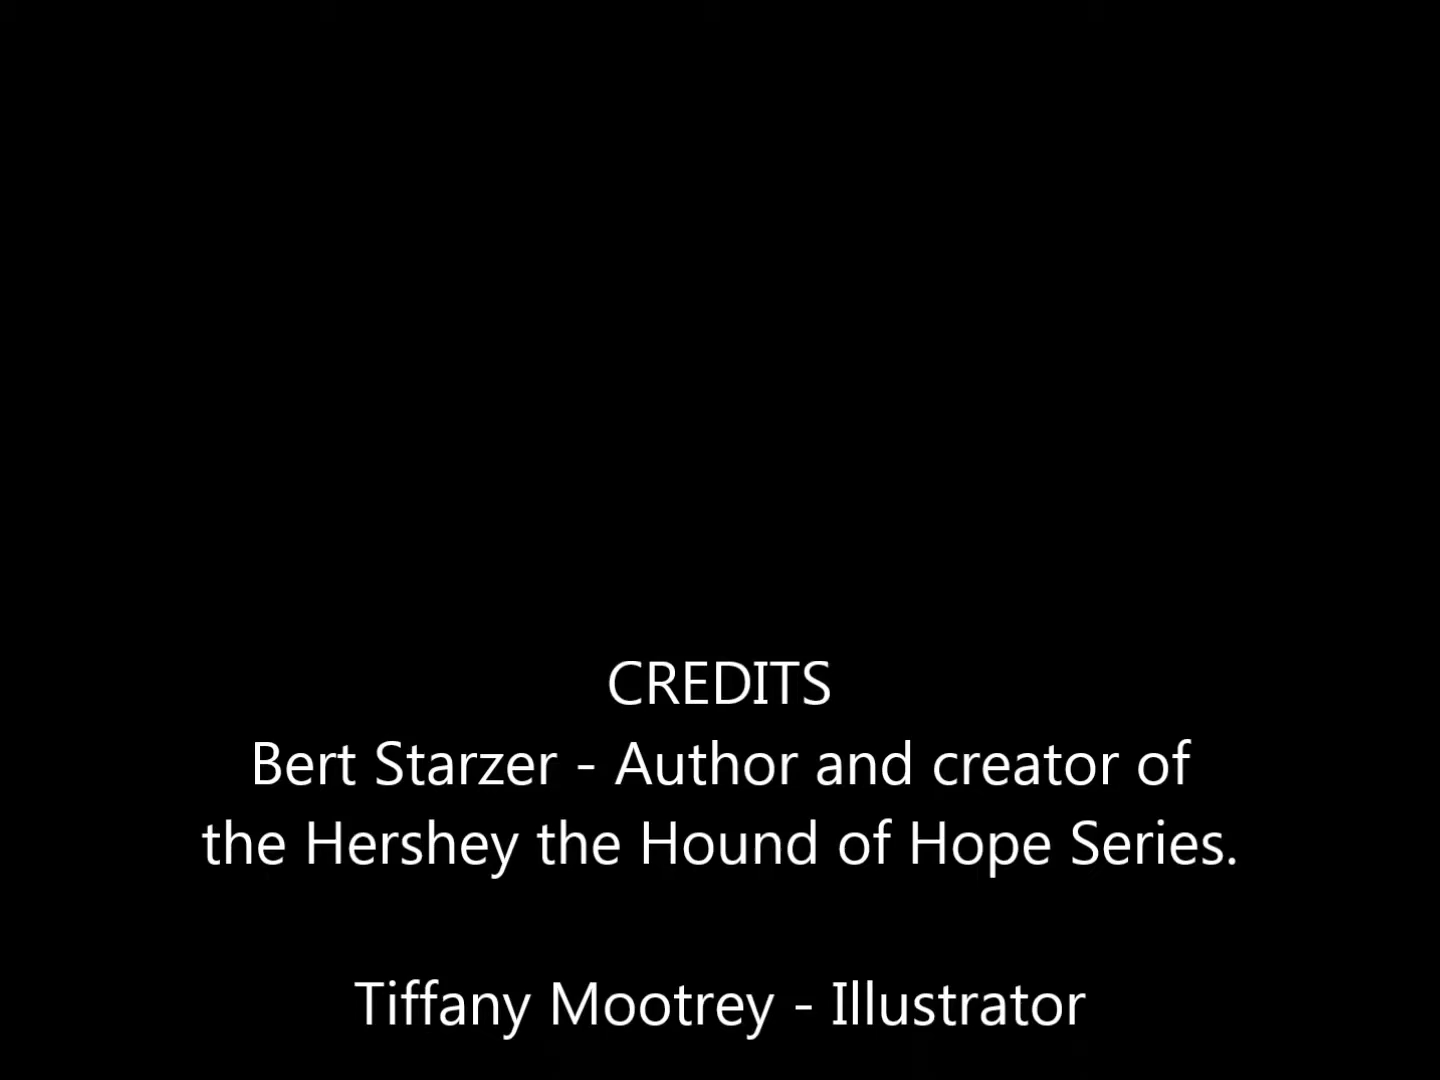 CREDITS
Bert Starzer - Author and creator of
the Hershey the Hound of Hope Series.
Tiffany Mootrey - Illustrator